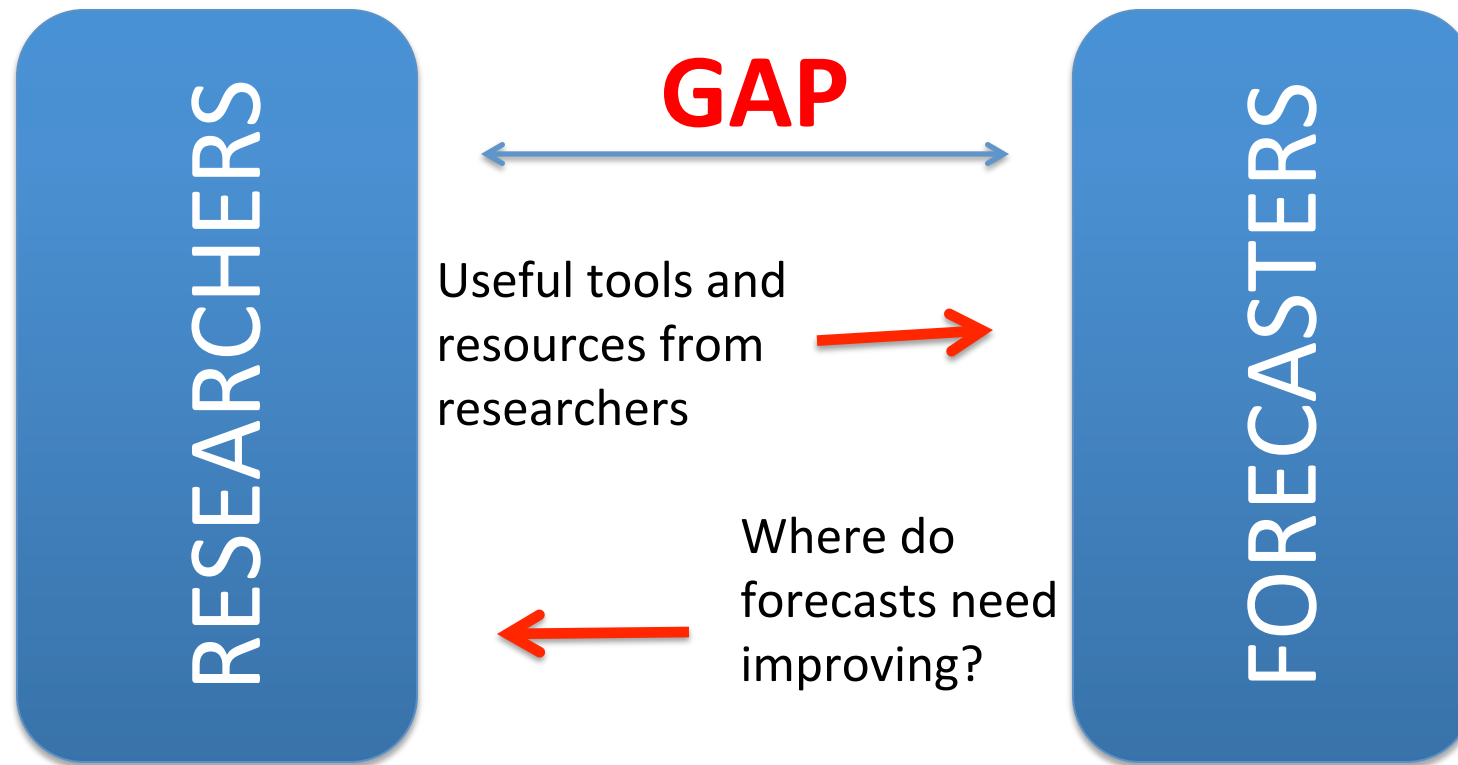 RESEARCHERS
GAP
Useful tools and
resources from
researchers
Where do
forecasts need
improving?
FORECASTERS